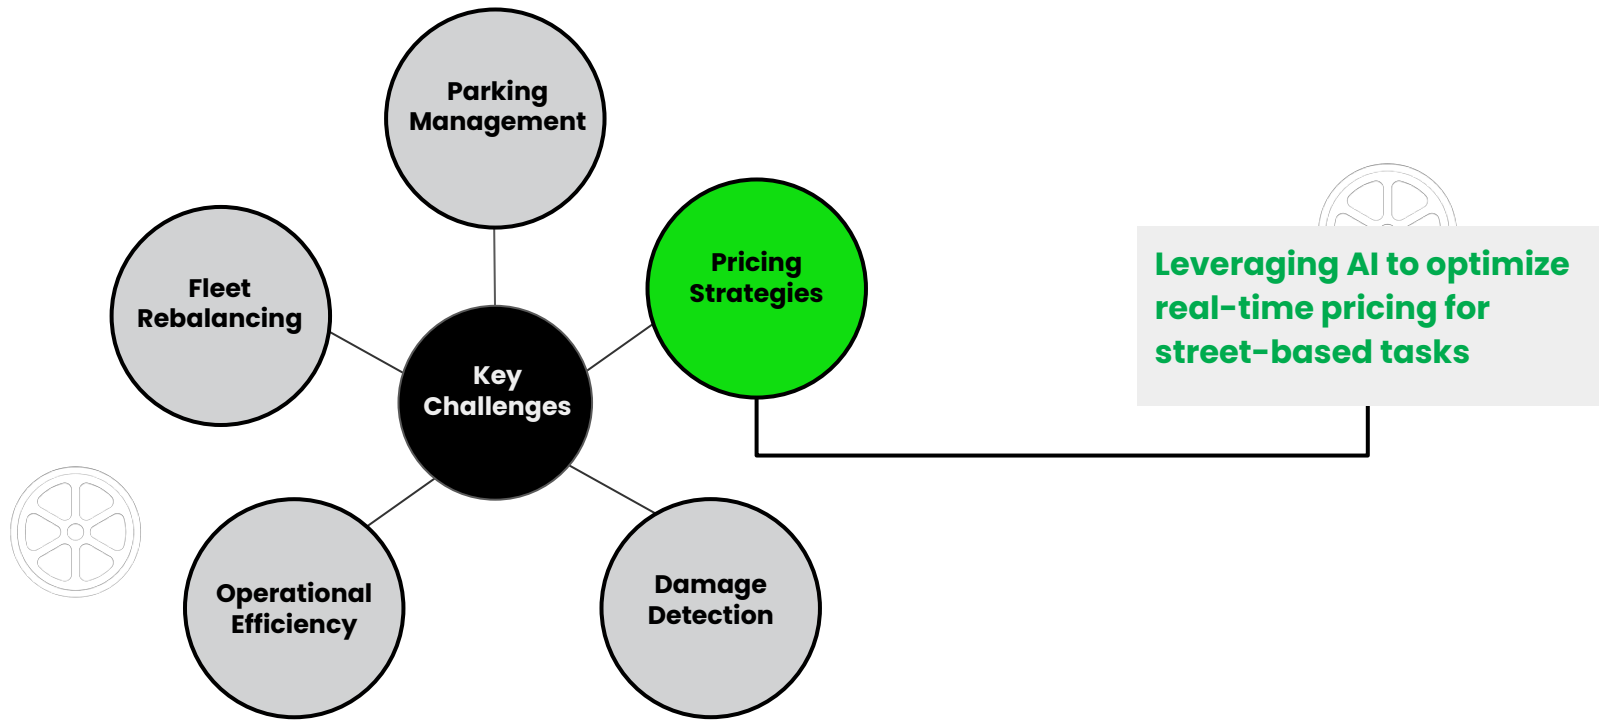 Parking
Management
Pricing
Strategies
Fleet
Rebalancing
Key
Challenges
Operational
Efficiency
Damage
Detection
Leveraging AI to optimize
real-time pricing for
street-based tasks